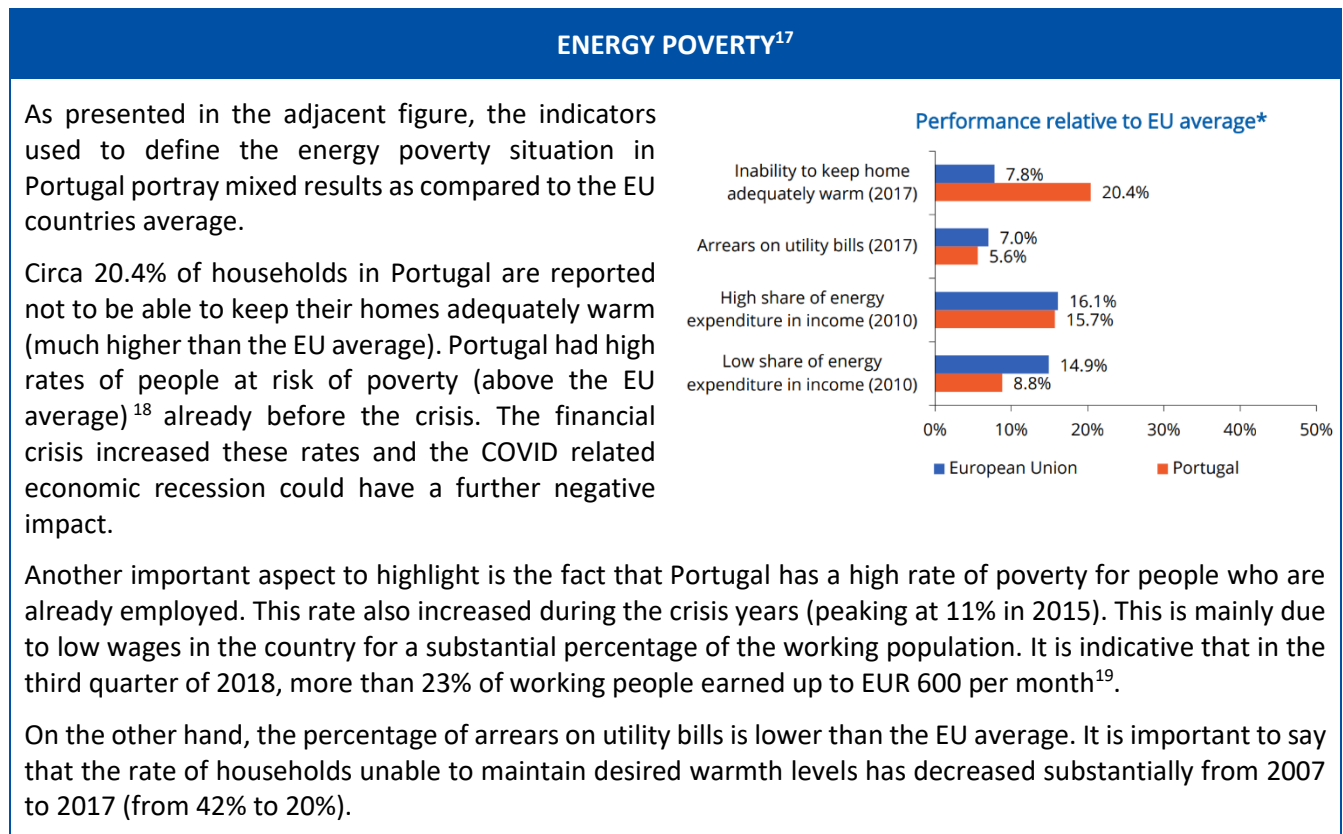 ENERGY POVERTY17
As presented in the adjacent figure, the indicators
used to define the energy poverty situation in
Portugal portray mixed results as compared to the EU
countries average.
Circa 20.4% of households in Portugal are reported
not to be able to keep their homes adequately warm
(much higher than the EU average). Portugal had high
rates of people at risk of poverty (above the EU
average) 18 already before the crisis. The financial
crisis increased these rates and the COVID related
economic recession could have a further negative
impact.
Performance relative to EU average*
Inability to keep home
adequately warm (2017)
7.8%
20.4%
Arrears on utility bills (2017)
7.0%
5.6%
High share of energy
expenditure in income (2010)
16.1%
15.7%
Low share of energy
expenditure in income (2010)
14.9%
8.8%
0% 10% 20% 30% 40% 50%
European Union Portugal
Another important aspect to highlight is the fact that Portugal has a high rate of poverty for people who are
already employed. This rate also increased during the crisis years (peaking at 11% in 2015). This is mainly due
to low wages in the country for a substantial percentage of the working population. It is indicative that in the
third quarter of 2018, more than 23% of working people earned up to EUR 600 per month19.
On the other hand, the percentage of arrears on utility bills is lower than the EU average. It is important to say
that the rate of households unable to maintain desired warmth levels has decreased substantially from 2007
to 2017 (from 42% to 20%).